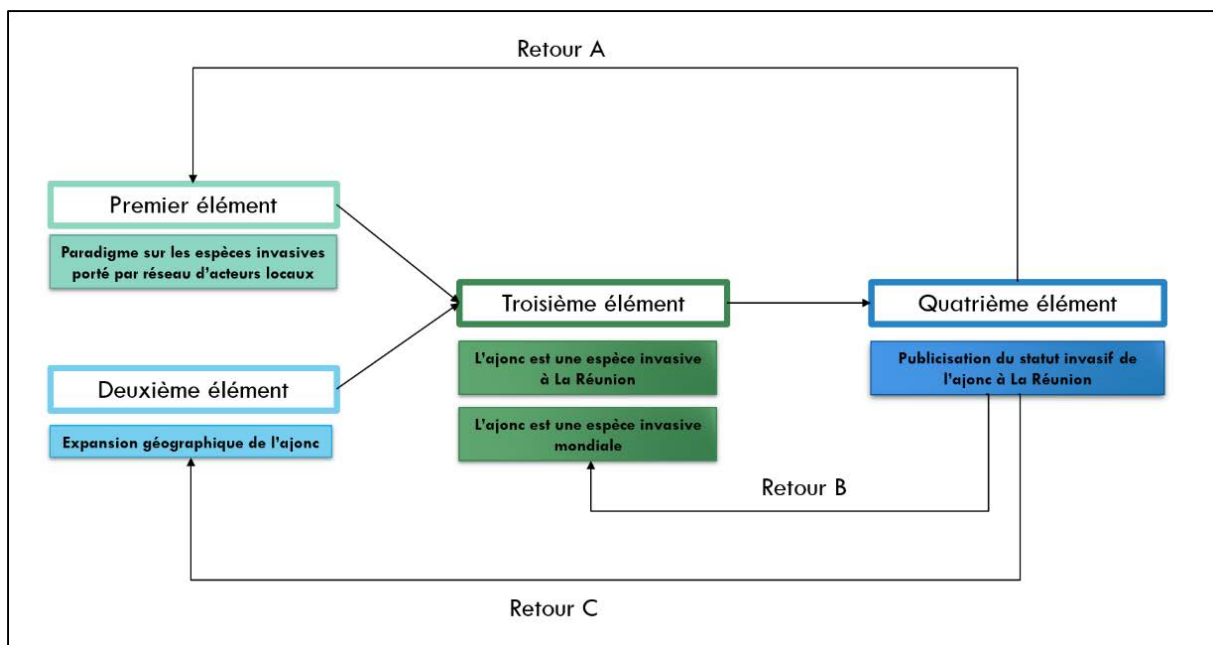 Retour A
Premier élément
Paradigme sur les espèces invasives
porté par réseau d'acteurs locaux
Deuxième élément
Expansion géographique de l'ajonc
Troisième élément
L'ajonc est une espèce invasive
à La Réunion
L'ajonc est une espèce invasive
mondiale
Quatrième élément
Publicisation du statut invasif de
l'ajonc à La Réunion
Retour B
Retour C